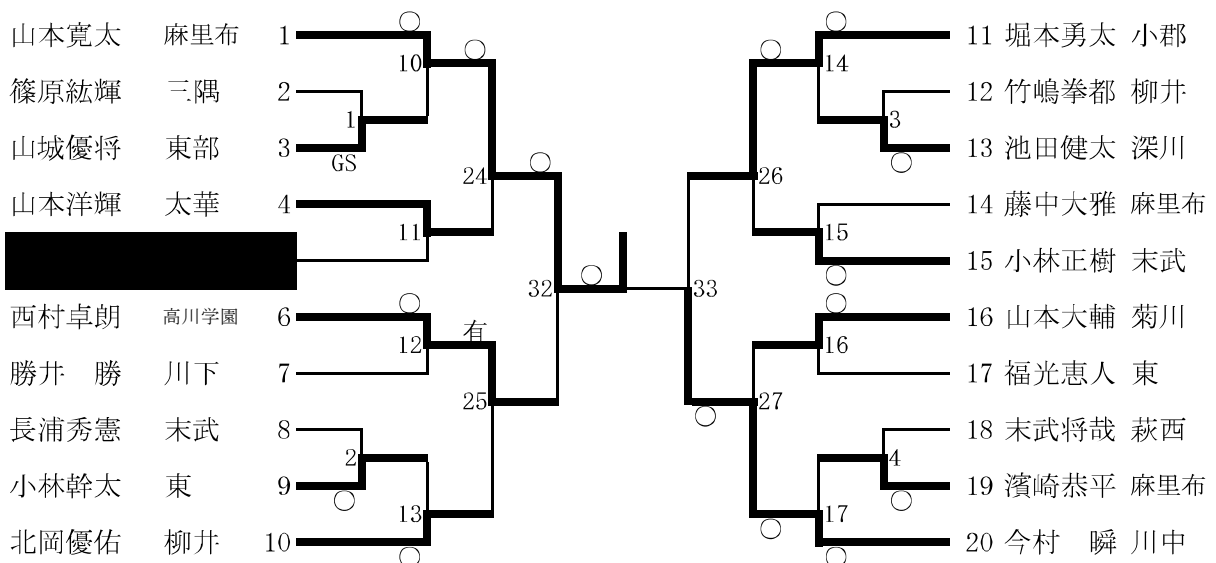 山本寛太 麻里布 1
篠原紘輝 三隅 2
山城優将 東部 3
山本洋輝 太華 4
西村卓朗 高川学園 6
勝井 勝 川下 7
長浦秀憲 末武 8
小林幹太 東 9
北岡優佑 柳井 10
10
1
GS
24
11
32
12
有
25
2
13
33
14
3
26
15
16
27
4
17
11 堀本勇太 小郡
12 竹嶋拳都 柳井
13 池田健太 深川
14 藤中大雅 麻里布
15 小林正樹 末武
16 山本大輔 菊川
17 福光恵人 東
18 末武将哉 萩西
19 濱崎恭平 麻里布
20 今村 瞬 川中